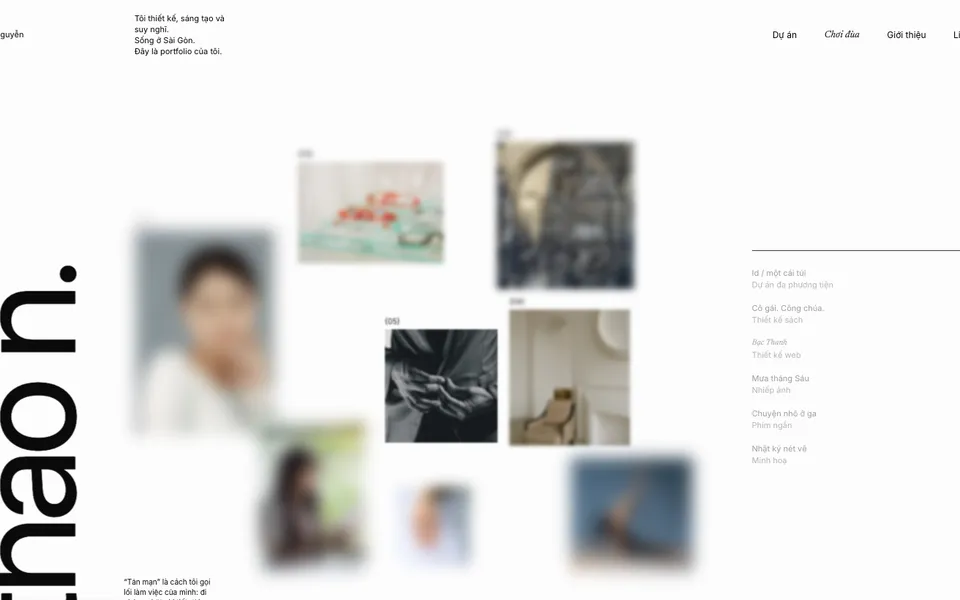 guyễn
Tôi thiết kế, sáng tạo và
suy nghĩ.
Sống ở Sài Gòn.
Đây là portfolio của tôi.
Dự án
Chơi đùa
Giới thiệu
Li
(05)
Id / một cái túi
Dự án đa phương tiện
Cô gái. Công chúa.
Thiết kế sách
Bạc Thanh
Thiết kế web
Mưa tháng Sáu
Nhiếp ảnh
Chuyện nhỏ ở ga
Phim ngắn
Nhật ký nét vẽ
Minh hoạ
hao n.
“Tản mạn” là cách tôi gọi
lối làm việc của mình: đi